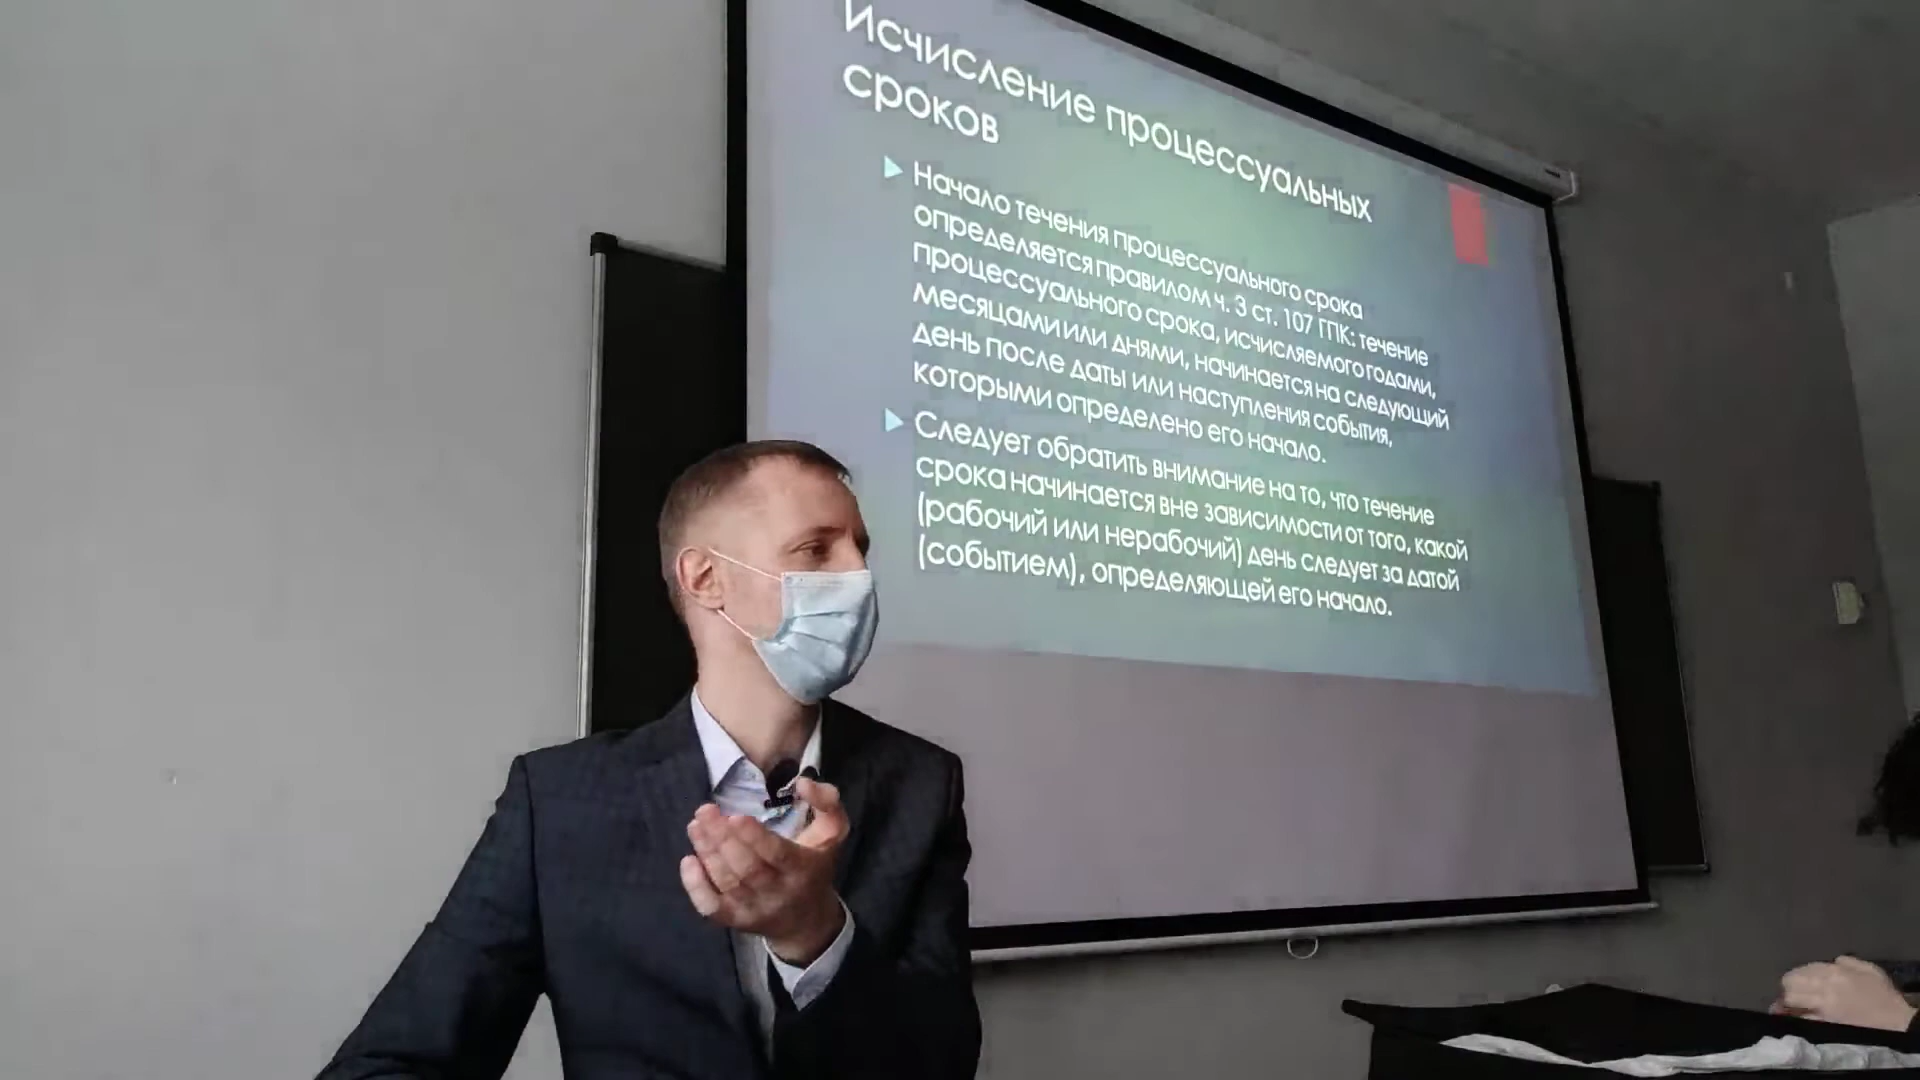 Исчисление процессуальных
сроков
Начало течения процессуального срока
определяется правилом ч. 3 ст. 107 ГПК: течение
процессуального срока, исчисляемого годами,
месяцами или днями, начинается на следующий
день после даты или наступления события,
которыми определено его начало.
Следует обратить внимание на то, что течение
срока начинается вне зависимости от того, какой
(рабочий или нерабочий) день следует за датой
(событием), определяющей его начало.